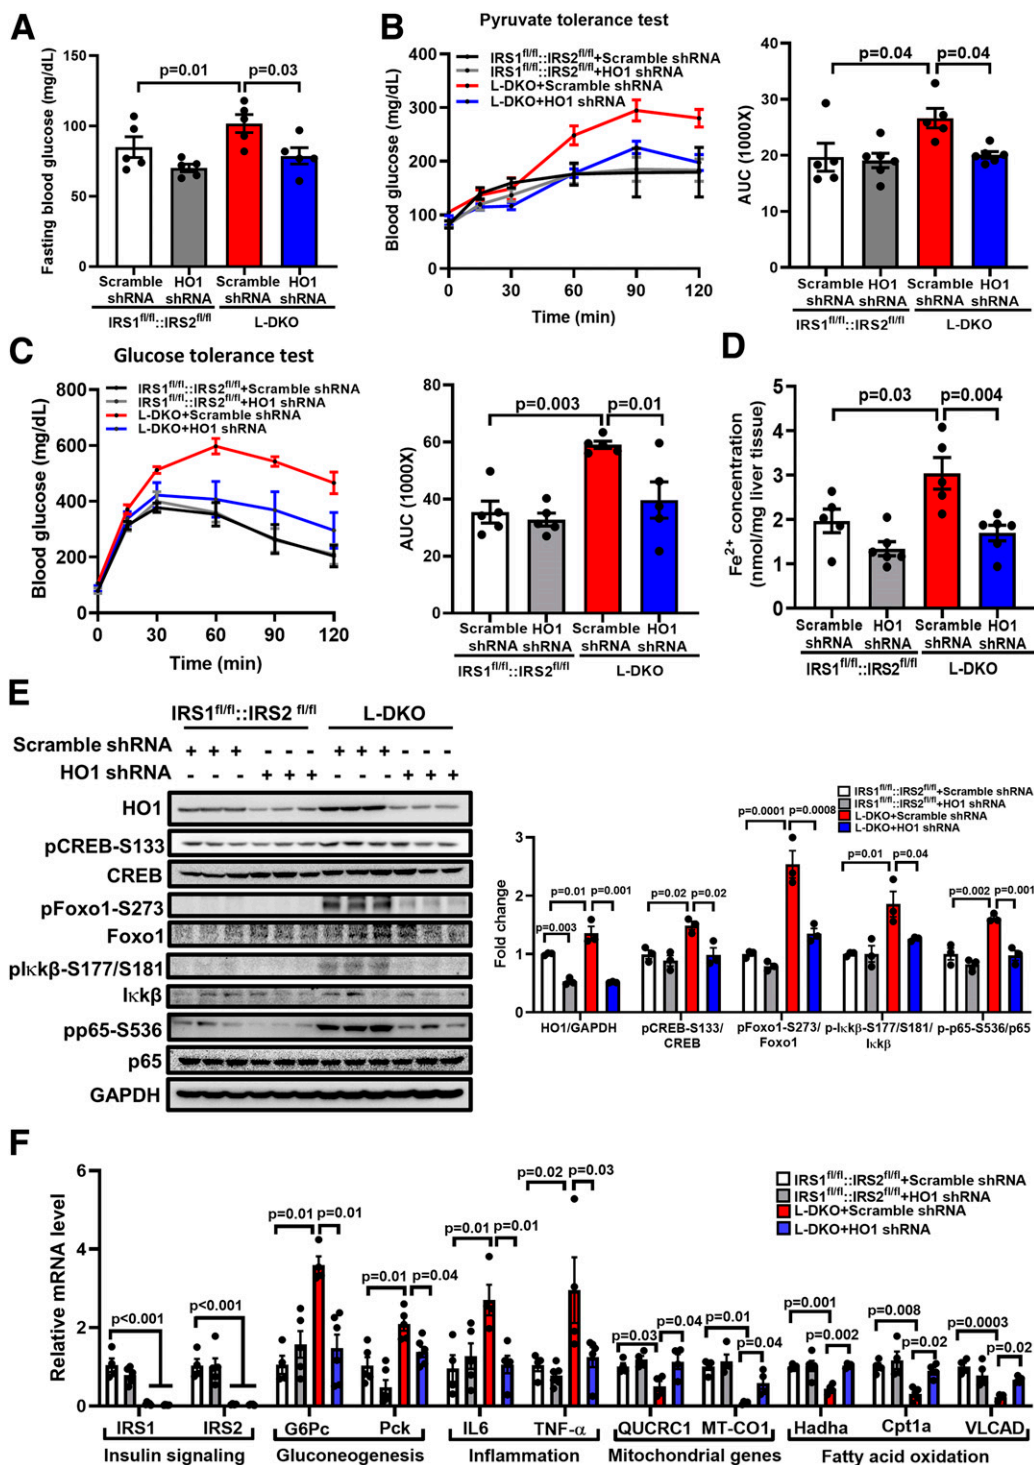 A
Fasting blood glucose (mg/dL)
150
100
50
0
p=0.01
p=0.03
Scramble shRNA
HO1 shRNA
Scramble shRNA
HO1 shRNA
IRS1fl/fl::IRS2fl/fl
L-DKO
B
Pyruvate tolerance test
Blood glucose (mg/dL)
400
300
200
100
0
IRS1fl/fl::IRS2fl/fl+Scramble shRNA
IRS1fl/fl::IRS2fl/fl+HO1 shRNA
L-DKO+Scramble shRNA
L-DKO+HO1 shRNA
0 30 60 90 120
Time (min)
AUC (1000X)
40
30
20
10
0
p=0.04
p=0.04
Scramble shRNA
HO1 shRNA
Scramble shRNA
HO1 shRNA
IRS1fl/fl::IRS2fl/fl
L-DKO
C
Glucose tolerance test
Blood glucose (mg/dL)
800
600
400
200
0
IRS1fl/fl::IRS2fl/fl+Scramble shRNA
IRS1fl/fl::IRS2fl/fl+HO1 shRNA
L-DKO+Scramble shRNA
L-DKO+HO1 shRNA
0 30 60 90 120
Time (min)
AUC (1000X)
80
60
40
20
0
p=0.003
p=0.01
Scramble shRNA
HO1 shRNA
Scramble shRNA
HO1 shRNA
IRS1fl/fl::IRS2fl/fl
L-DKO
D
Fe2+ concentration
(nmol/mg liver tissue)
5
4
3
2
1
0
p=0.03
p=0.004
Scramble shRNA
HO1 shRNA
Scramble shRNA
HO1 shRNA
IRS1fl/fl::IRS2fl/fl
L-DKO
E
IRS1fl/fl::IRS2 fl/fl
L-DKO
Scramble shRNA + + + - - - + + + - - -
HO1 shRNA - - - + + + - - - + + +
HO1
pCREB-S133
CREB
pFoxo1-S273
Foxo1
pIκkβ-S177/S181
Iκkβ
pp65-S536
p65
GAPDH
IRS1fl/fl::IRS2fl/fl+Scramble shRNA
IRS1fl/fl::IRS2fl/fl+HO1 shRNA
L-DKO+Scramble shRNA
L-DKO+HO1 shRNA
Fold change
3
2
1
0
p=0.003
p=0.01
p=0.001
p=0.02
p=0.02
p=0.0001
p=0.0008
p=0.01
p=0.04
p=0.002
p=0.001
HO1/GAPDH
pCREB-S133/
CREB
pFoxo1-S273/
Foxo1
p-Iκkβ-S177/S181/
Iκkβ
p-p65-S536/p65
F
Relative mRNA level
6
4
2
0
IRS1fl/fl::IRS2fl/fl+Scramble shRNA
IRS1fl/fl::IRS2fl/fl+HO1 shRNA
L-DKO+Scramble shRNA
L-DKO+HO1 shRNA
p<0.001
p<0.001
p=0.01
p=0.01
p=0.01
p=0.04
p=0.01
p=0.01
p=0.02
p=0.03
p=0.03
p=0.04
p=0.01
p=0.04
p=0.001
p=0.002
p=0.008
p=0.02
p=0.0003
p=0.02
IRS1 IRS2 G6Pc Pck IL6 TNF-α QUCRC1 MT-CO1 Hadha Cpt1a VLCAD
Insulin signaling Gluconeogenesis Inflammation Mitochondrial genes Fatty acid oxidation